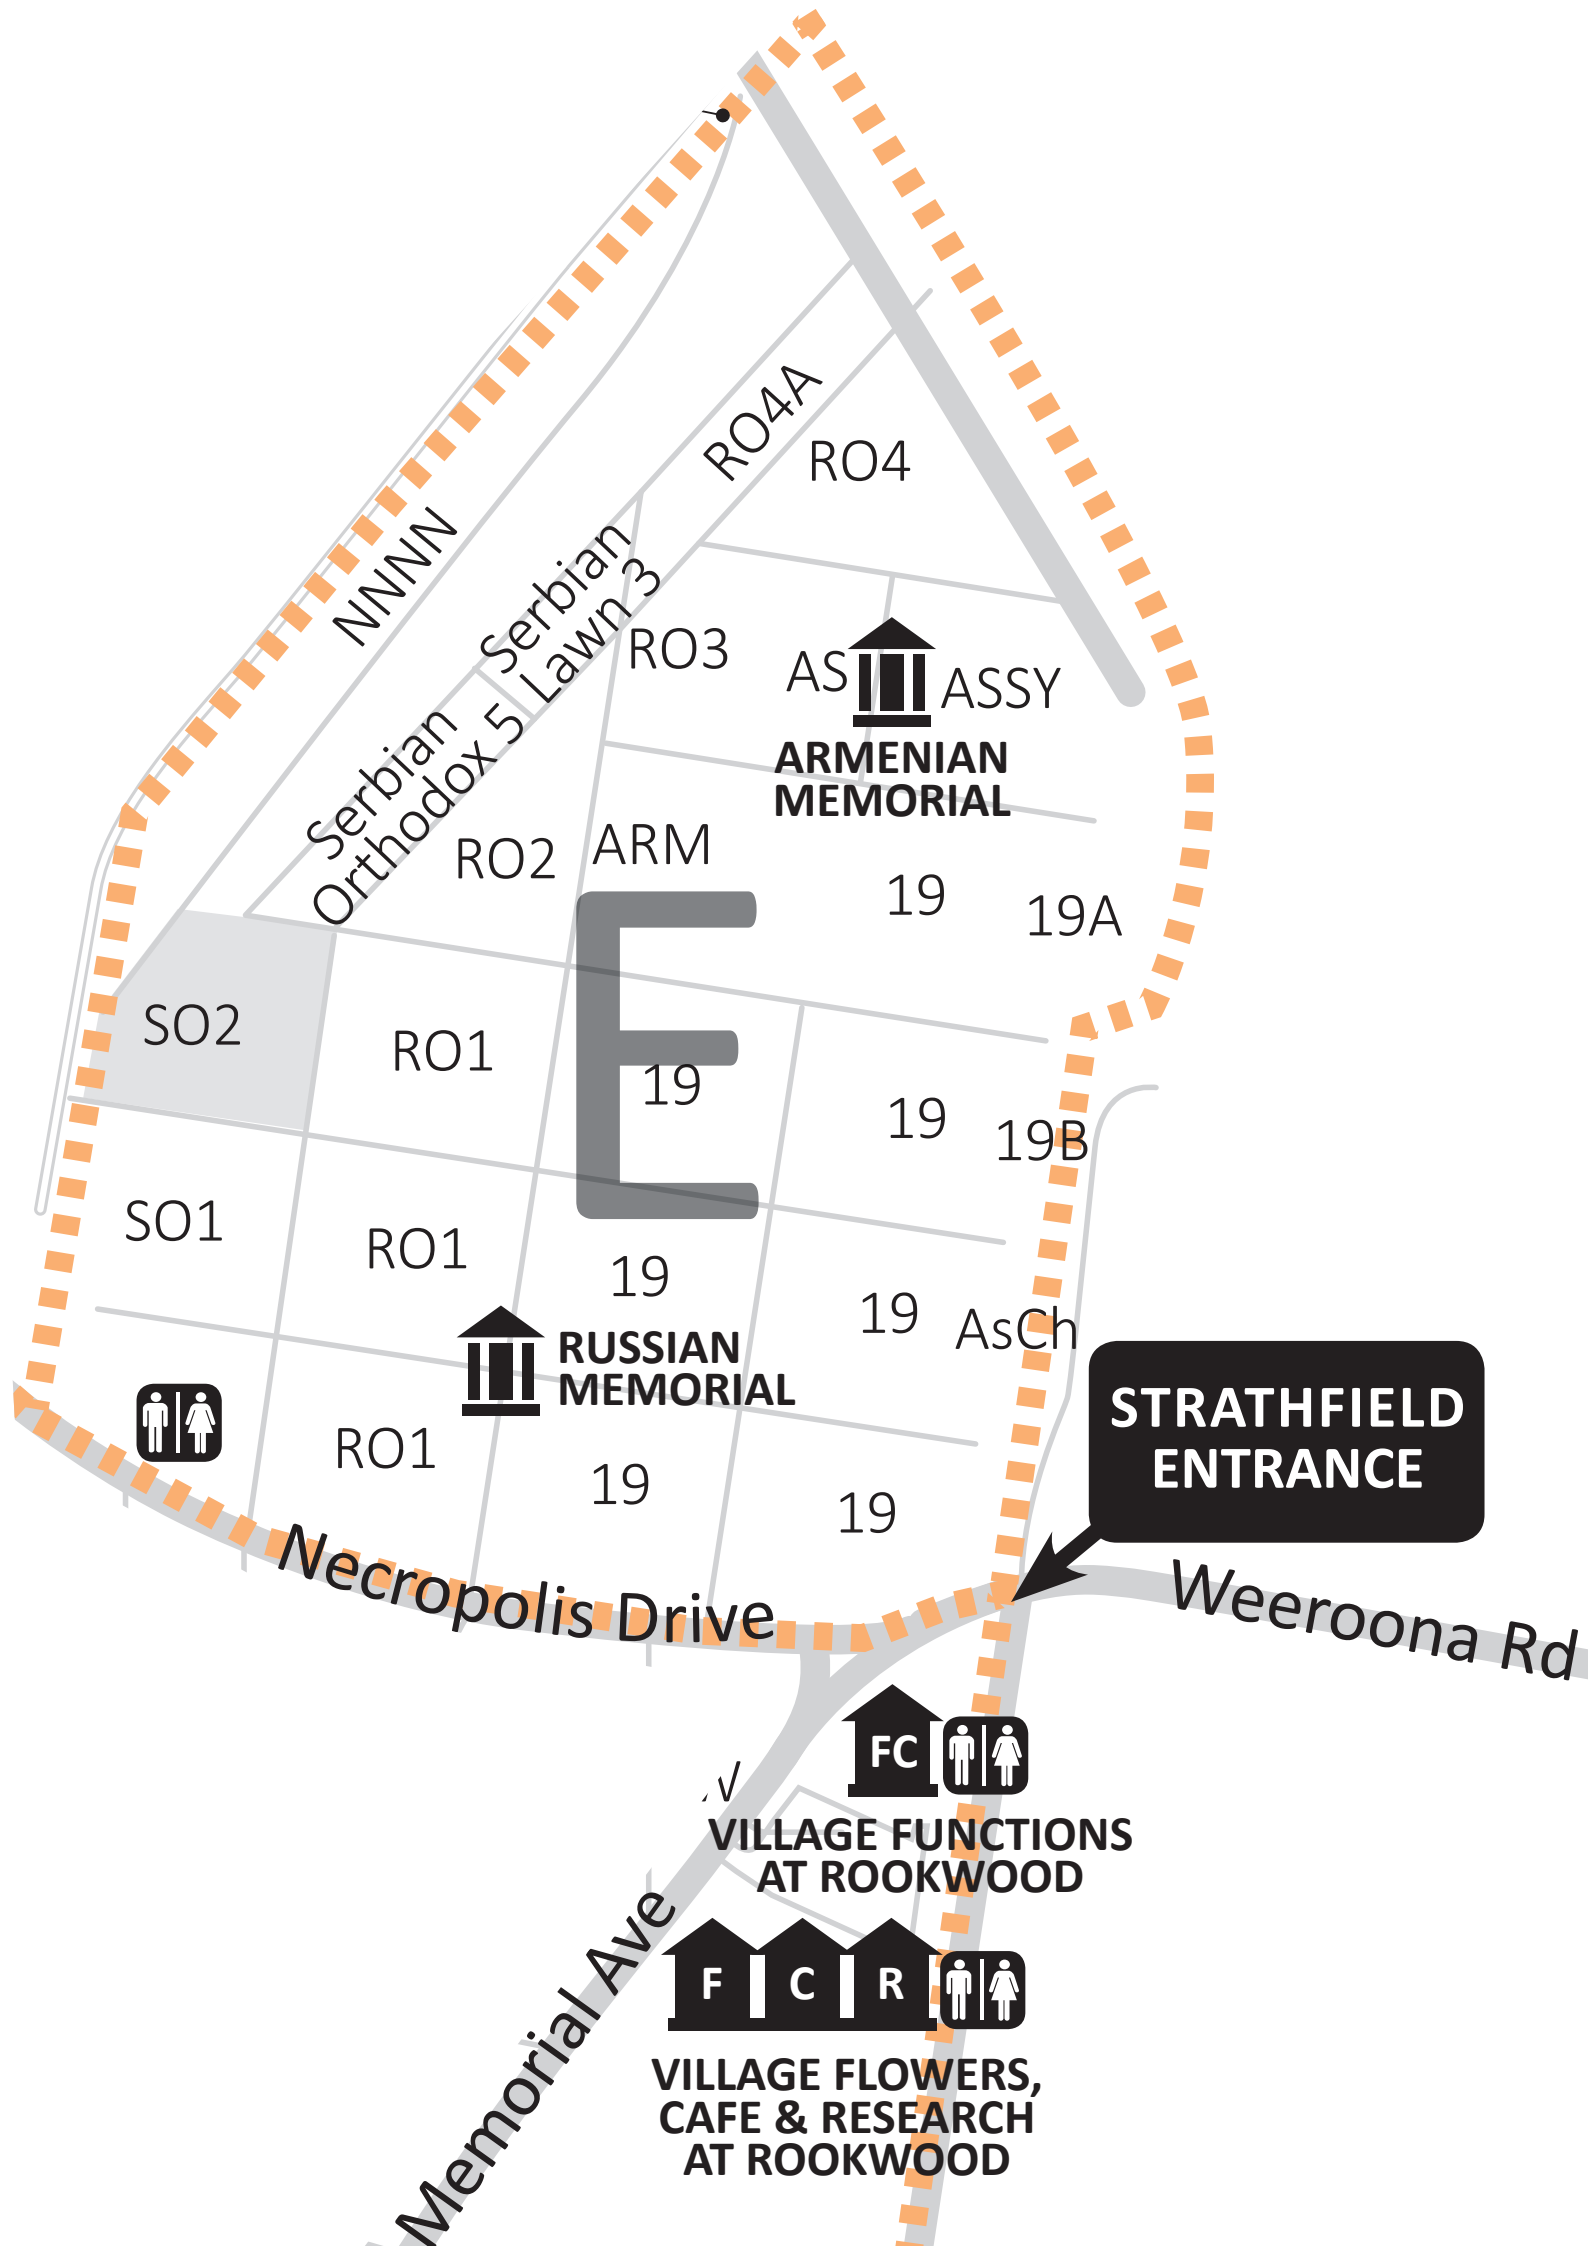 RO4A
RO4
NNNN
Serbian
Lawn 3
RO3
AS
ASSY
ARMENIAN
MEMORIAL
Serbian
Orthodox 5
RO2
ARM
19
19A
E
SO2
RO1
19
19
19B
SO1
RO1
19
19
AsCh
RUSSIAN
MEMORIAL
STRATHFIELD
ENTRANCE
RO1
19
19
Necropolis Drive
Weeroona Rd
FC
VILLAGE FUNCTIONS
AT ROOKWOOD
Memorial Ave
F C R
VILLAGE FLOWERS,
CAFE & RESEARCH
AT ROOKWOOD